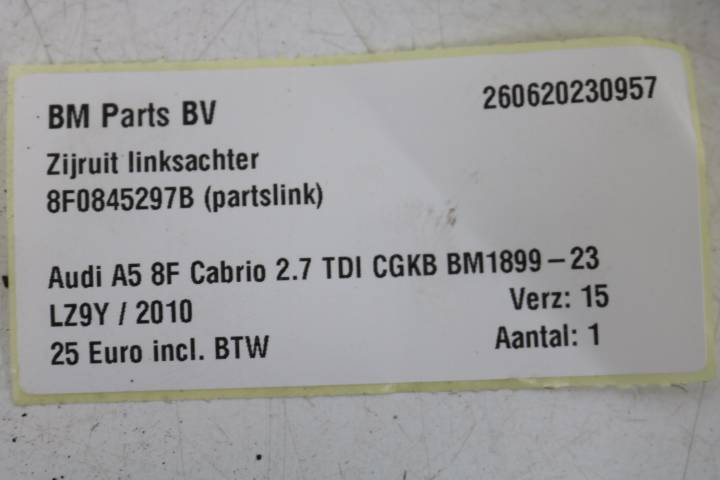 BM Parts BV 260620230957
Zijruit linksachter
8F0845297B (partslink)
Audi A5 8F Cabrio 2.7 TDI CGKB BM1899-23
LZ9Y / 2010 Verz: 15
25 Euro incl. BTW Aantal: 1